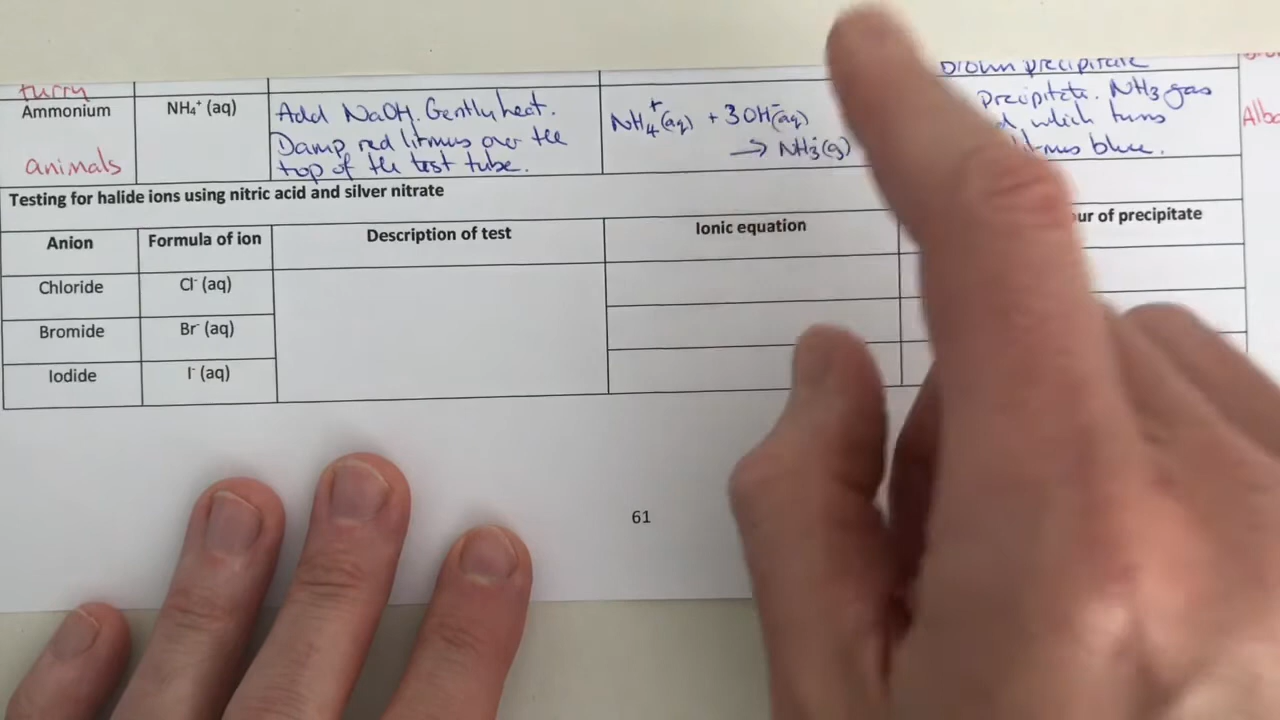 furry
brown precipitate
Ammonium
NH₄⁺ (aq)
Add NaOH. Gently heat.
Damp red litmus over the
top of the test tube.
NH₄⁺(aq) + 3OH⁻(aq)
→ NH₃(g)
precipitate. NH₃ gas
which turns
blue.
animals
Testing for halide ions using nitric acid and silver nitrate
Anion
Formula of ion
Description of test
Ionic equation
of precipitate
Chloride
Cl⁻ (aq)
Bromide
Br⁻ (aq)
Iodide
I⁻ (aq)
61